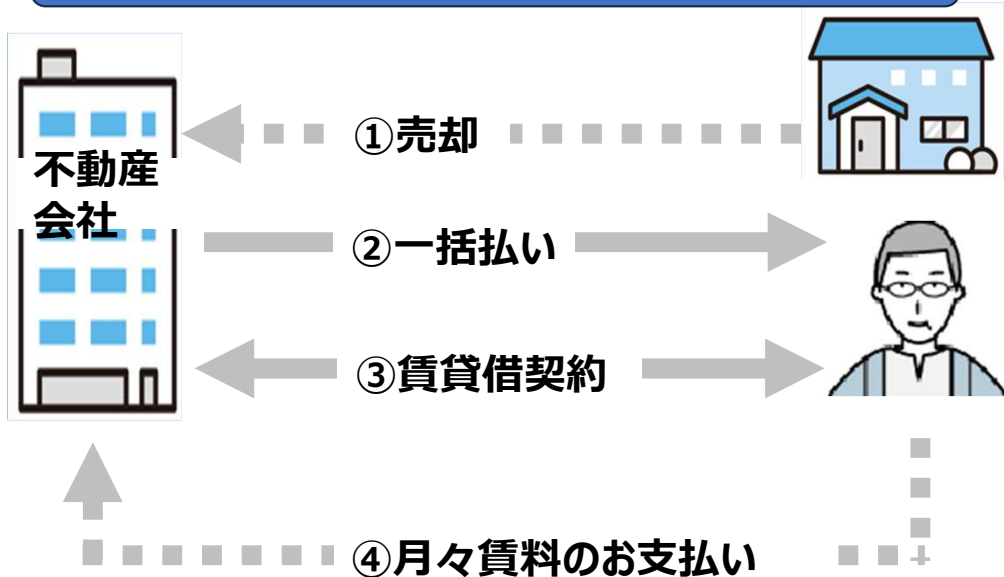 ①売却
不動産
会社
②一括払い
③賃貸借契約
④月々賃料のお支払い